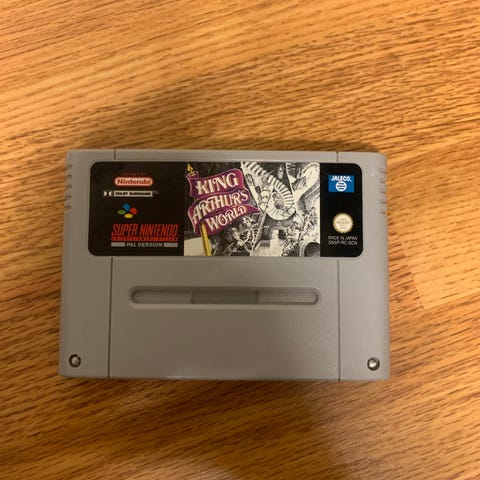 Nintendo
DOLBY SURROUND
SUPER NINTENDO
ENTERTAINMENT SYSTEM
PAL VERSION
KING
ARTHUR'S
WORLD
JALECO
MADE IN JAPAN
SNSP-RC-SCN